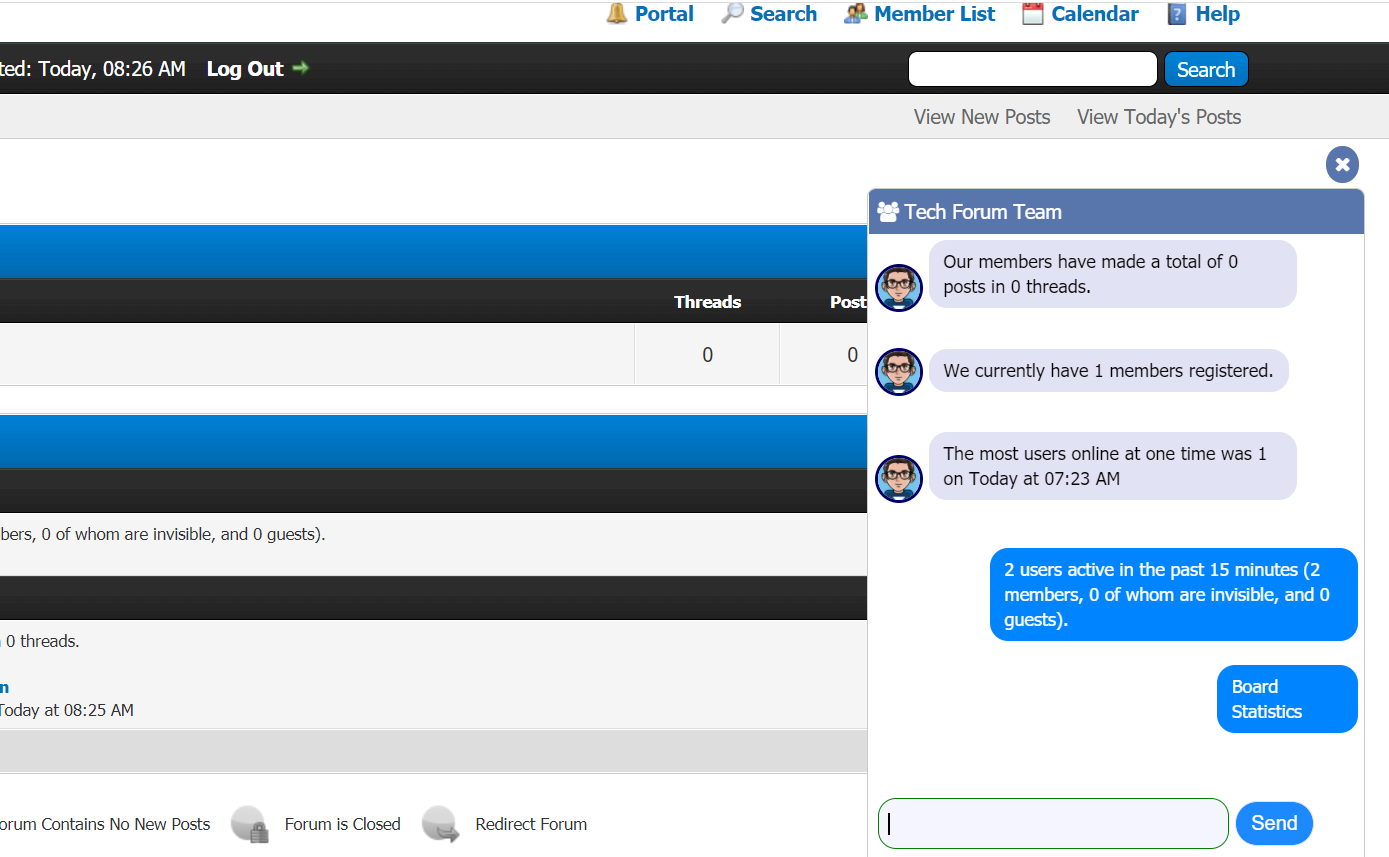 Portal Search Member List Calendar Help
ted: Today, 08:26 AM Log Out Search
View New Posts View Today's Posts
Tech Forum Team
Our members have made a total of 0
posts in 0 threads.
Threads Post
0 0
We currently have 1 members registered.
The most users online at one time was 1
on Today at 07:23 AM
bers, 0 of whom are invisible, and 0 guests).
2 users active in the past 15 minutes (2
members, 0 of whom are invisible, and 0
guests).
0 threads.
n
Today at 08:25 AM
Board
Statistics
orum Contains No New Posts Forum is Closed Redirect Forum
Send